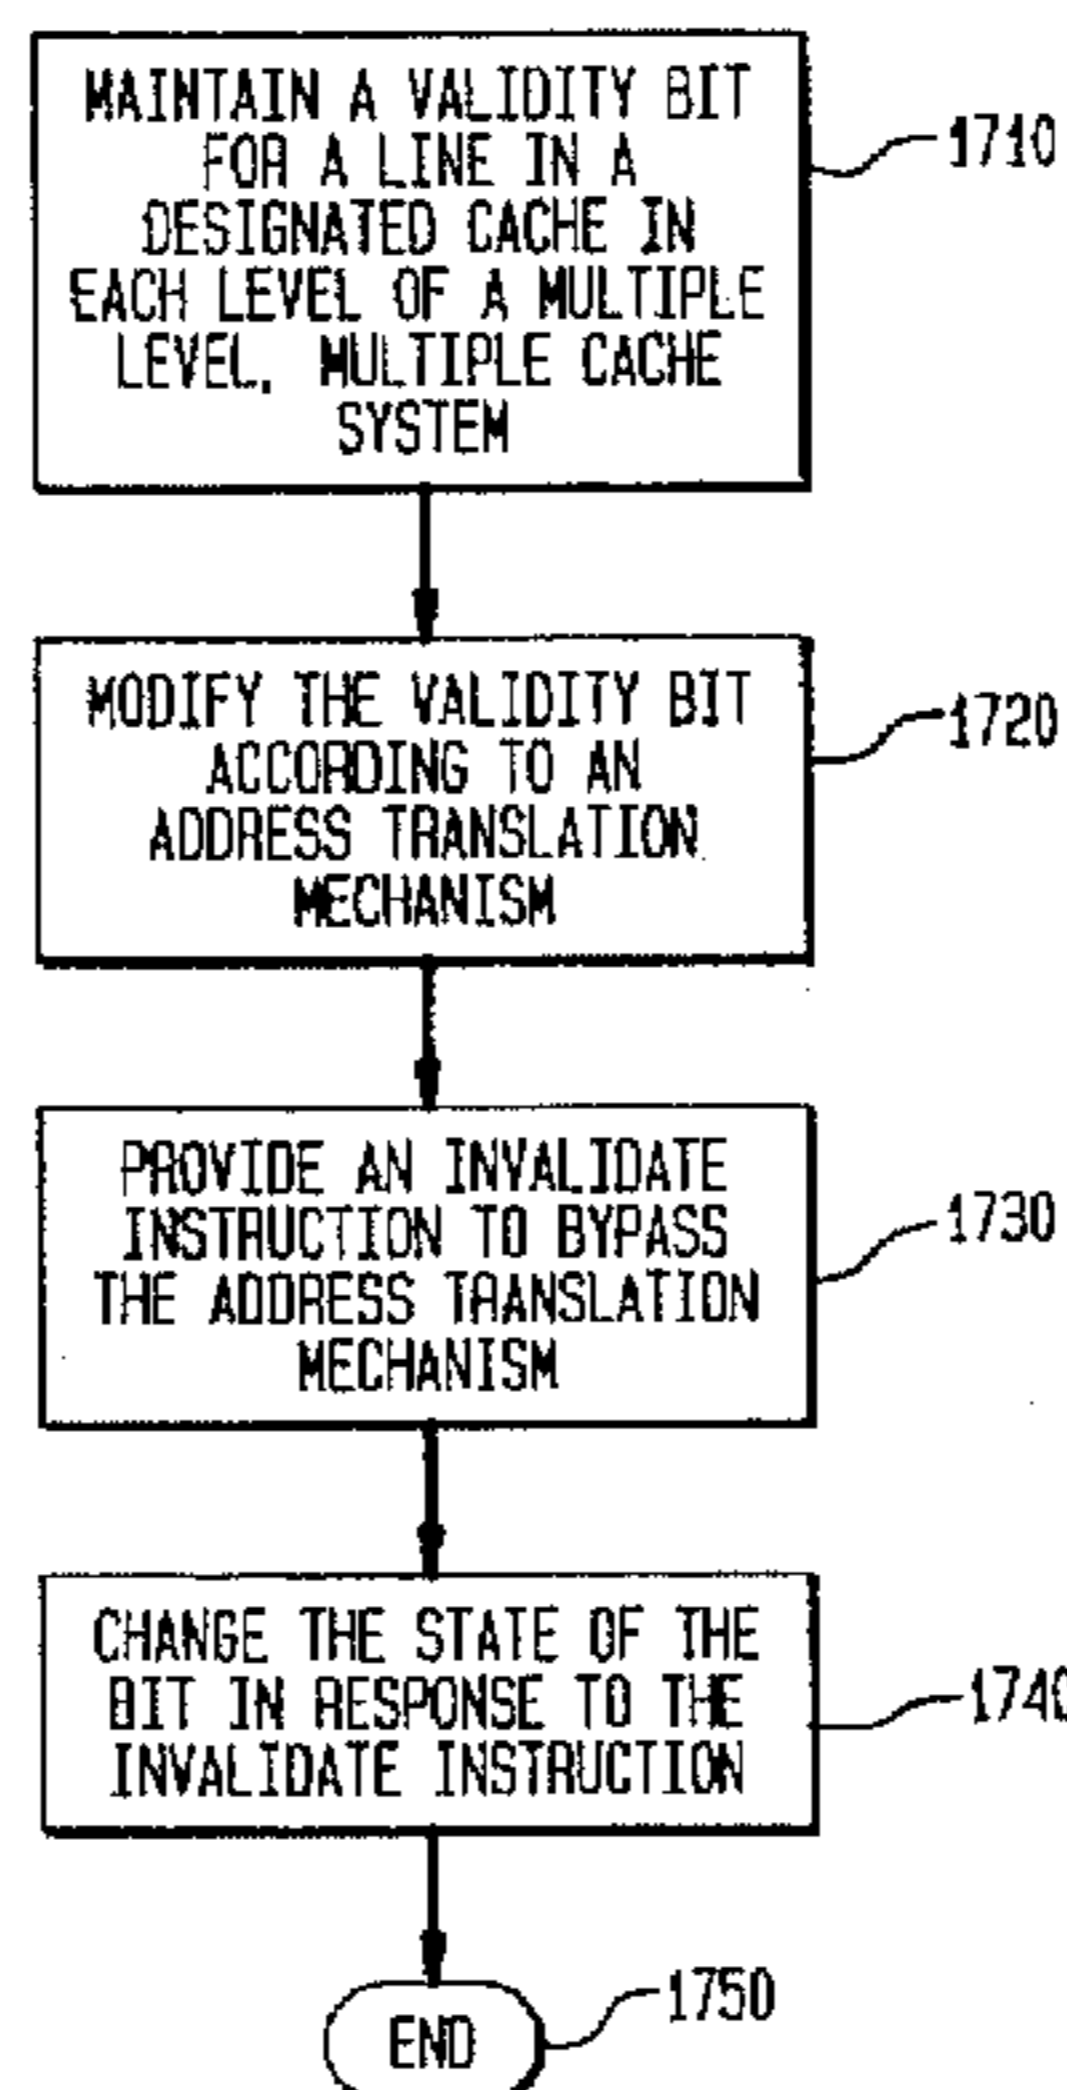 MAINTAIN A VALIDITY BIT
FOR A LINE IN A
DESIGNATED CACHE IN
EACH LEVEL OF A MULTIPLE
LEVEL, MULTIPLE CACHE
SYSTEM
1710
MODIFY THE VALIDITY BIT
ACCORDING TO AN
ADDRESS TRANSLATION
MECHANISM
1720
PROVIDE AN INVALIDATE
INSTRUCTION TO BYPASS
THE ADDRESS TRANSLATION
MECHANISM
1730
CHANGE THE STATE OF THE
BIT IN RESPONSE TO THE
INVALIDATE INSTRUCTION
1740
END
1750